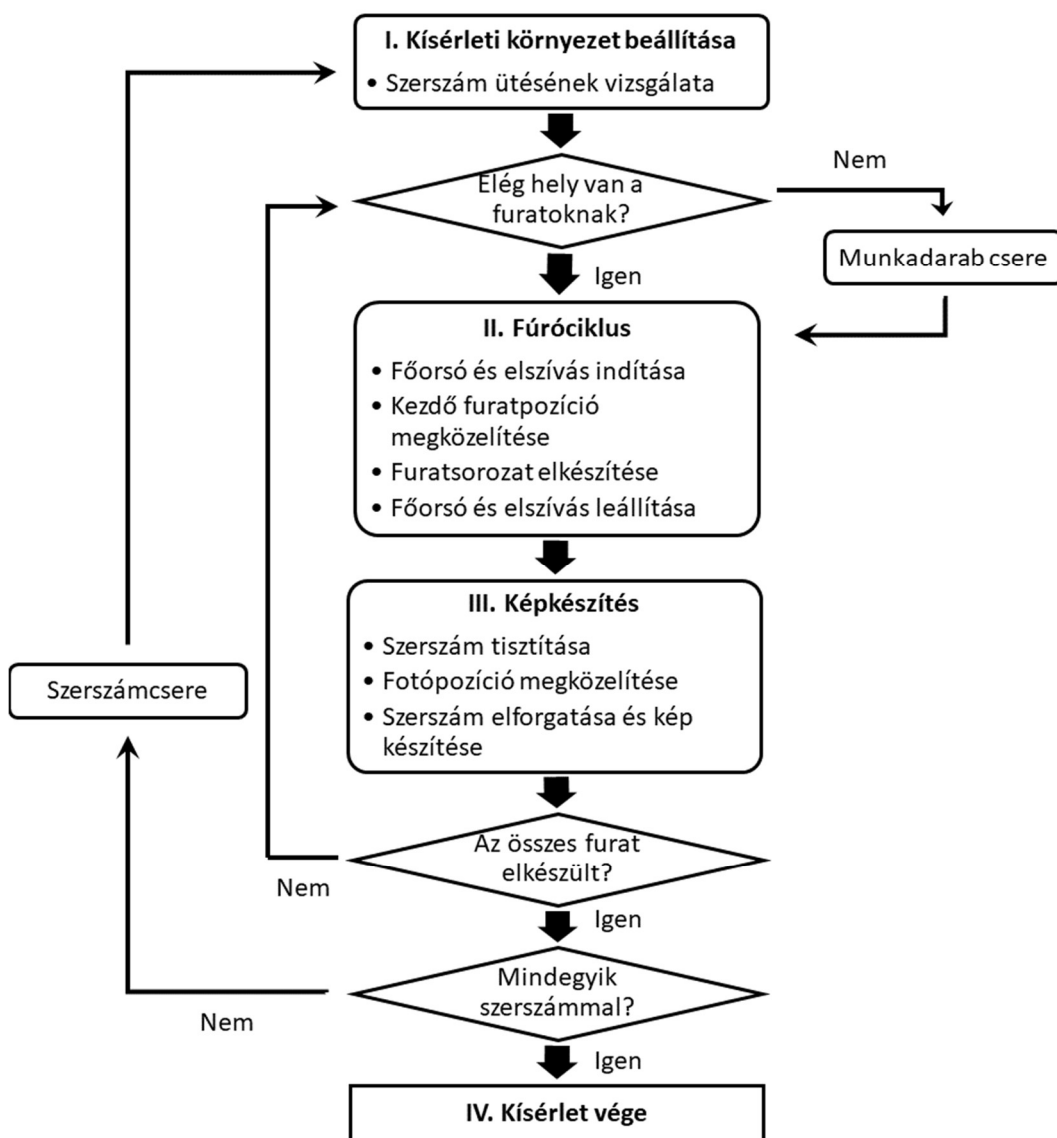 I. Kísérleti környezet beállítása
• Szerszám ütésének vizsgálata
Elég hely van a
furatoknak?
Nem
Munkadarab csere
Igen
II. Fúróciklus
• Főorsó és elszívás indítása
• Kezdő furatpozíció
megközelítése
• Furatsorozat elkészítése
• Főorsó és elszívás leállítása
III. Képkészítés
• Szerszám tisztítása
• Fotópozíció megközelítése
• Szerszám elforgatása és kép
készítése
Szerszámcsere
Az összes furat
elkészült?
Nem
Igen
Mindegyik
szerszámmal?
Nem
Igen
IV. Kísérlet vége